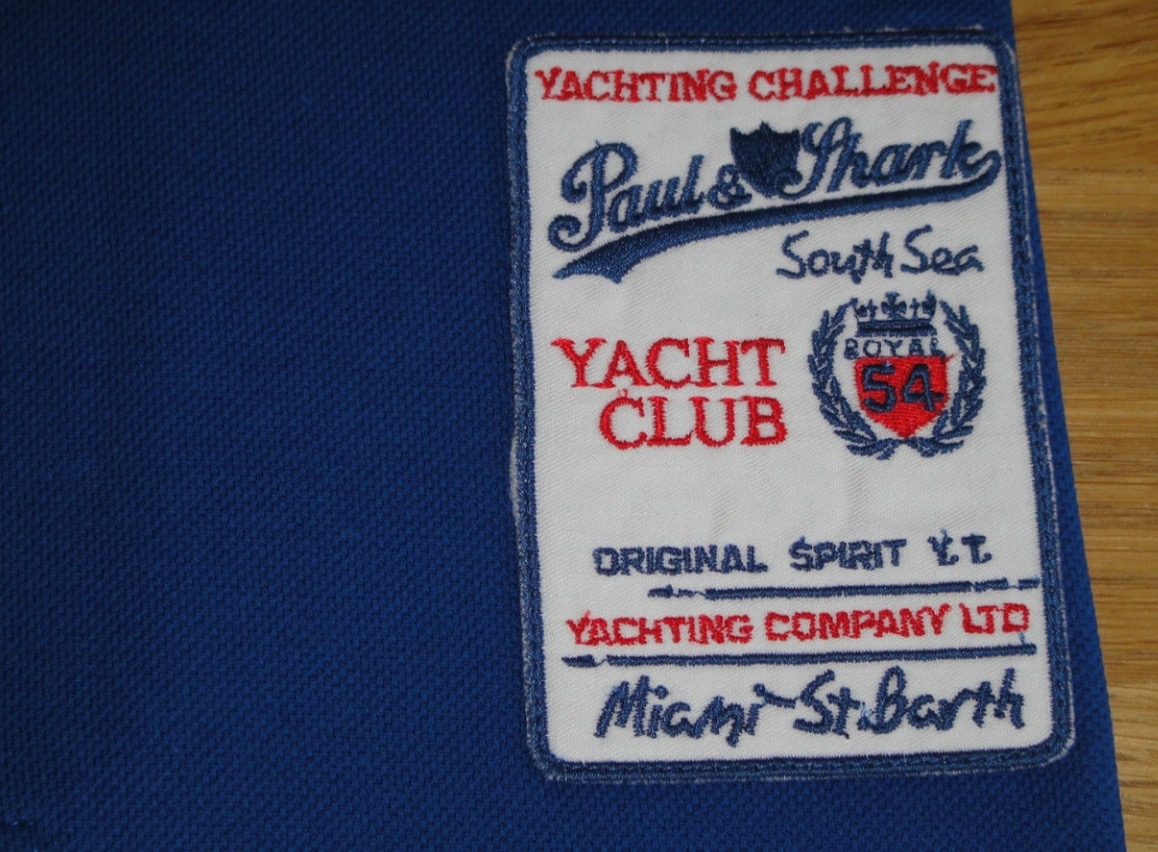 YACHTING CHALLENGE
Paul & Shark
South Sea
YACHT
CLUB
ROYAL
54
ORIGINAL SPIRIT Y.T.
YACHTING COMPANY LTD
Miami St. Barth